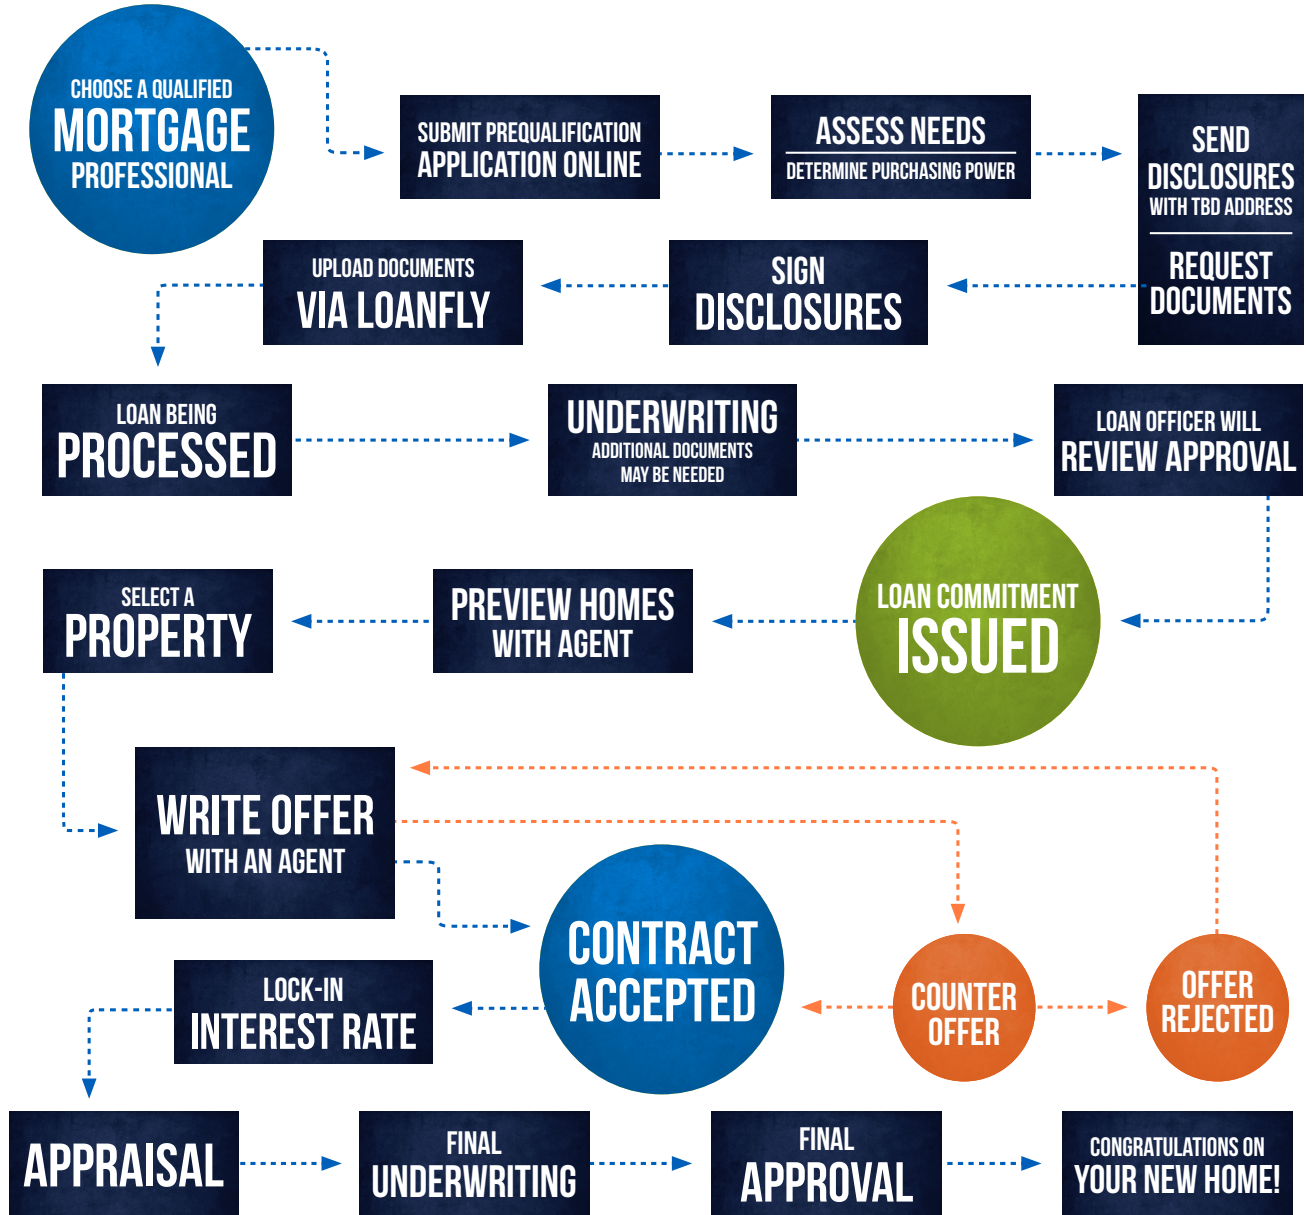 CHOOSE A QUALIFIED
MORTGAGE
PROFESSIONAL
SUBMIT PREQUALIFICATION
APPLICATION ONLINE
ASSESS NEEDS
DETERMINE PURCHASING POWER
SEND
DISCLOSURES
WITH TBD ADDRESS
REQUEST
DOCUMENTS
SIGN
DISCLOSURES
UPLOAD DOCUMENTS
VIA LOANFLY
LOAN BEING
PROCESSED
UNDERWRITING
ADDITIONAL DOCUMENTS
MAY BE NEEDED
LOAN OFFICER WILL
REVIEW APPROVAL
LOAN COMMITMENT
ISSUED
PREVIEW HOMES
WITH AGENT
SELECT A
PROPERTY
WRITE OFFER
WITH AN AGENT
CONTRACT
ACCEPTED
COUNTER
OFFER
OFFER
REJECTED
LOCK-IN
INTEREST RATE
APPRAISAL
FINAL
UNDERWRITING
FINAL
APPROVAL
CONGRATULATIONS ON
YOUR NEW HOME!